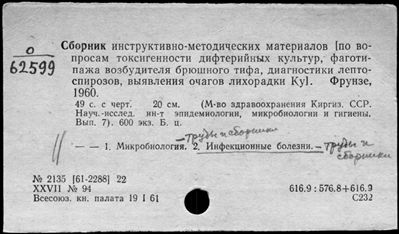 О
62599
Сборник инструктивно-методических материалов [по во-
просам токсигенности дифтерийных культур, фаготи-
пажа возбудителя брюшного тифа, диагностики лепто-
спирозов, выявления очагов лихорадки Ку]. Фрунзе,
1960.
49 с. с черт. 20 см. (М-во здравоохранения Киргиз. ССР.
Науч.-исслед. ин-т эпидемиологии, микробиологии и гигиены.
Вып. 7). 600 экз. Б. ц.
— труды и сборники
— — 1. Микробиология. 2. Инфекционные болезни. — труды и
сборники
№ 2135 [61-2288] 22
XXVII № 94
Всесоюз. кн. палата 19 I 61
616.9 : 576.8+616.9
С232